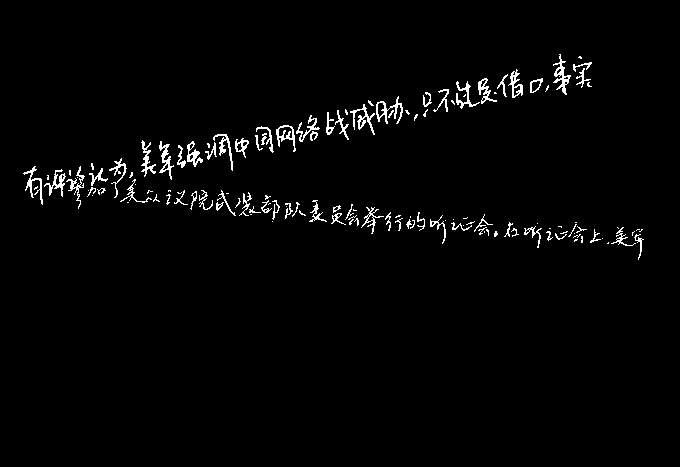 有评论认为,美军强调中国网络战威胁,只不过是借口,事实
参加了美众议院武装部队委员会举行的听证会。在听证会上,美军